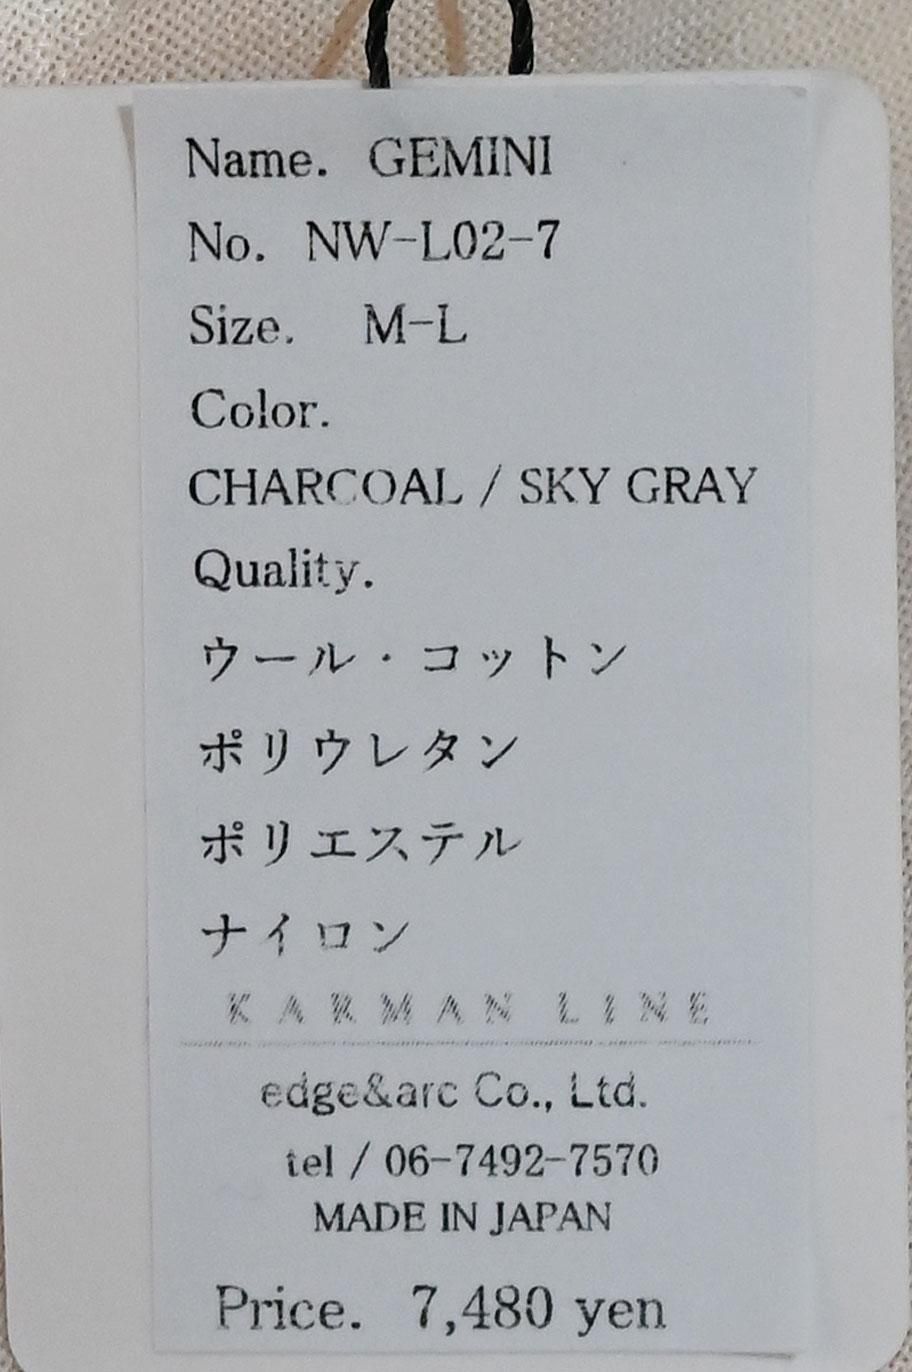 Name. GEMINI
No. NW-L02-7
Size. M-L
Color.
CHARCOAL / SKY GRAY
Quality.
ウール・コットン
ポリウレタン
ポリエステル
ナイロン
KARMAN LINE
edge&arc Co., Ltd.
tel / 06-7492-7570
MADE IN JAPAN
Price. 7,480 yen